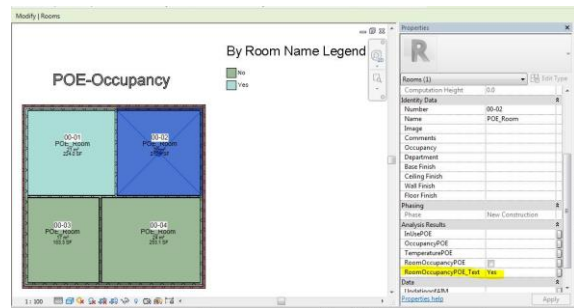 Modify | Rooms
By Room Name Legend
No
Yes
POE-Occupancy
00-01
POE_Room
00-02
POE_Room
00-03
POE_Room
00-04
POE_Room
1 : 100
Properties
R
Rooms (1)
Edit Type
Computation Height 0.0
Identity Data
Number 00-02
Name POE_Room
Image
Comments
Occupancy
Department
Base Finish
Ceiling Finish
Wall Finish
Floor Finish
Phasing
Phase New Construction
Analysis Results
InUsePOE
OccupancyPOE
TemperaturePOE
RoomOccupancyPOE
RoomOccupancyPOE_Text Yes
Data
Properties help
Apply